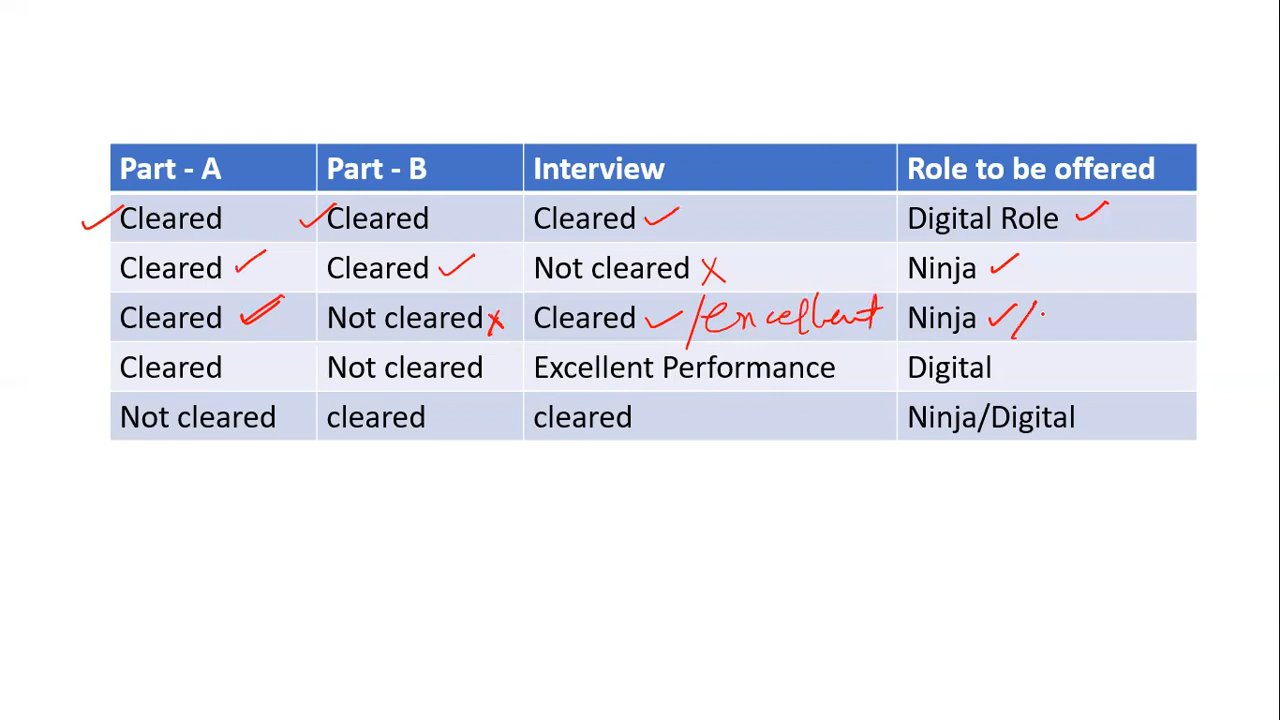 Part - A Part - B Interview Role to be offered
Cleared Cleared Cleared Digital Role
Cleared Cleared Not cleared Ninja
Cleared Not cleared Cleared /excellent Ninja /
Cleared Not cleared Excellent Performance Digital
Not cleared cleared cleared Ninja/Digital